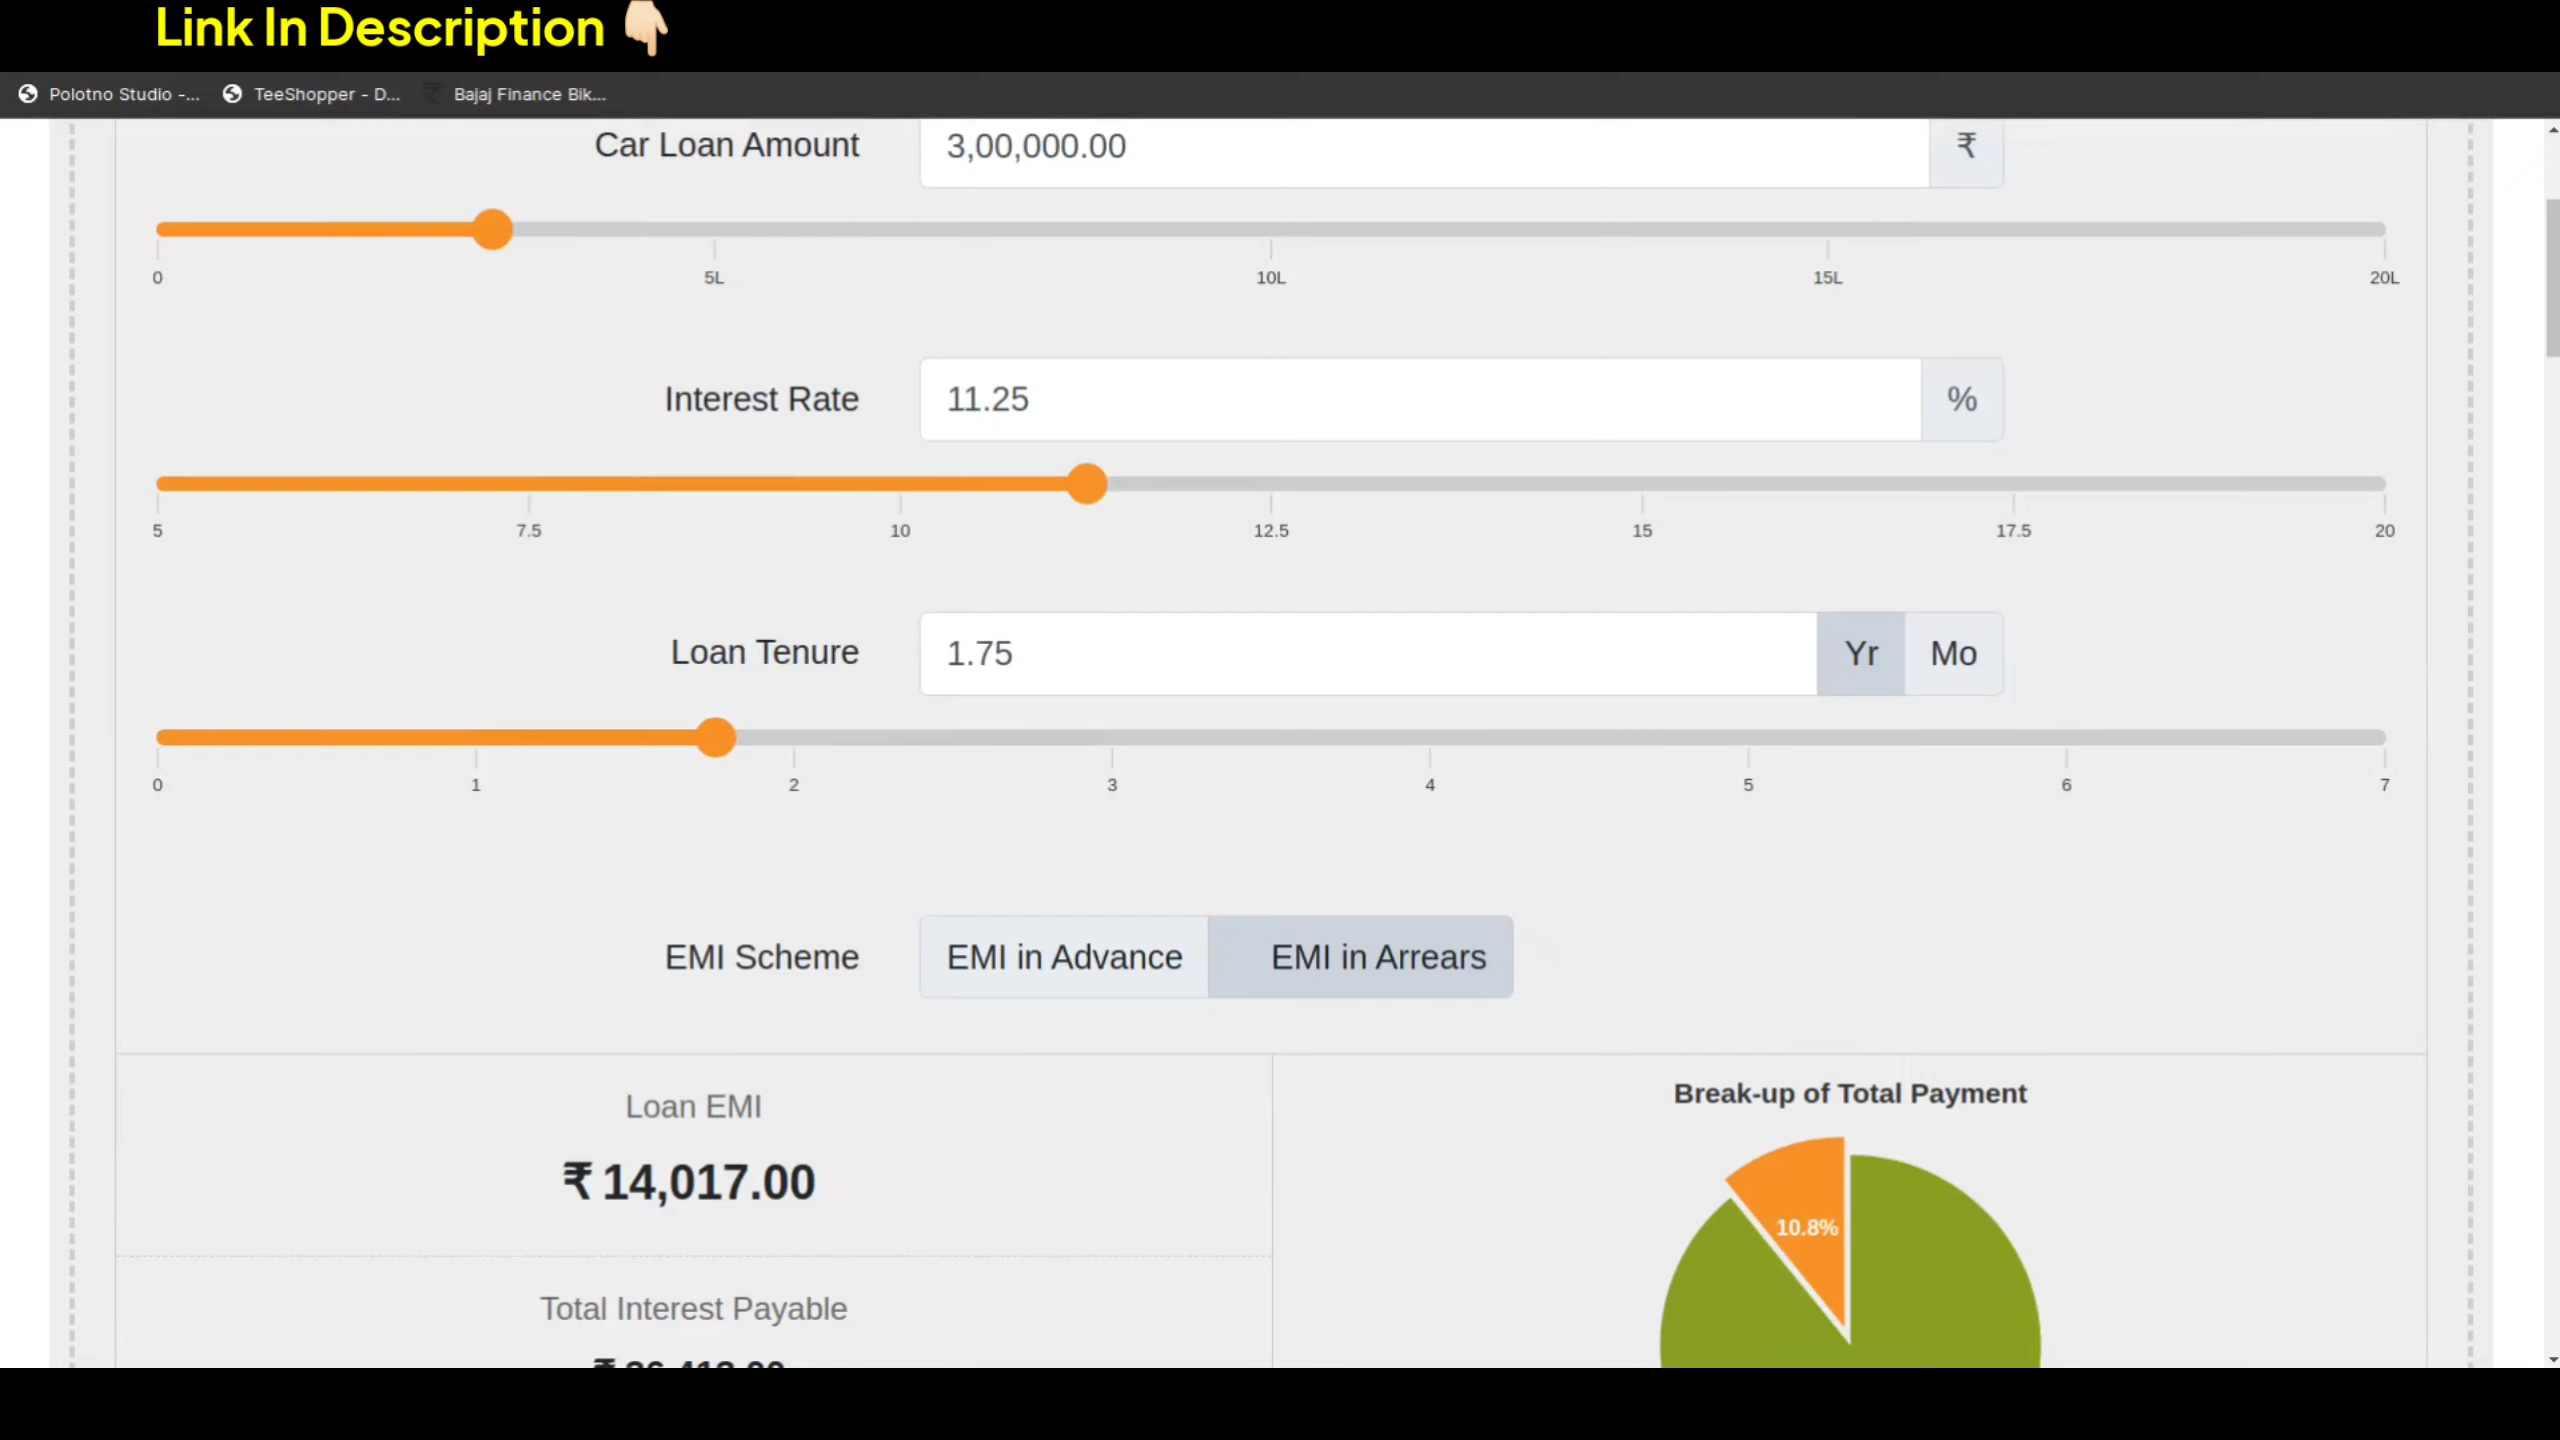 Link In Description 👇🏻
Polotno Studio -... TeeShopper - D... Bajaj Finance Bik...
Car Loan Amount 3,00,000.00 ₹
0 5L 10L 15L 20L
Interest Rate 11.25 %
5 7.5 10 12.5 15 17.5 20
Loan Tenure 1.75 Yr Mo
0 1 2 3 4 5 6 7
EMI Scheme EMI in Advance EMI in Arrears
Loan EMI
₹ 14,017.00
Total Interest Payable
Break-up of Total Payment
10.8%